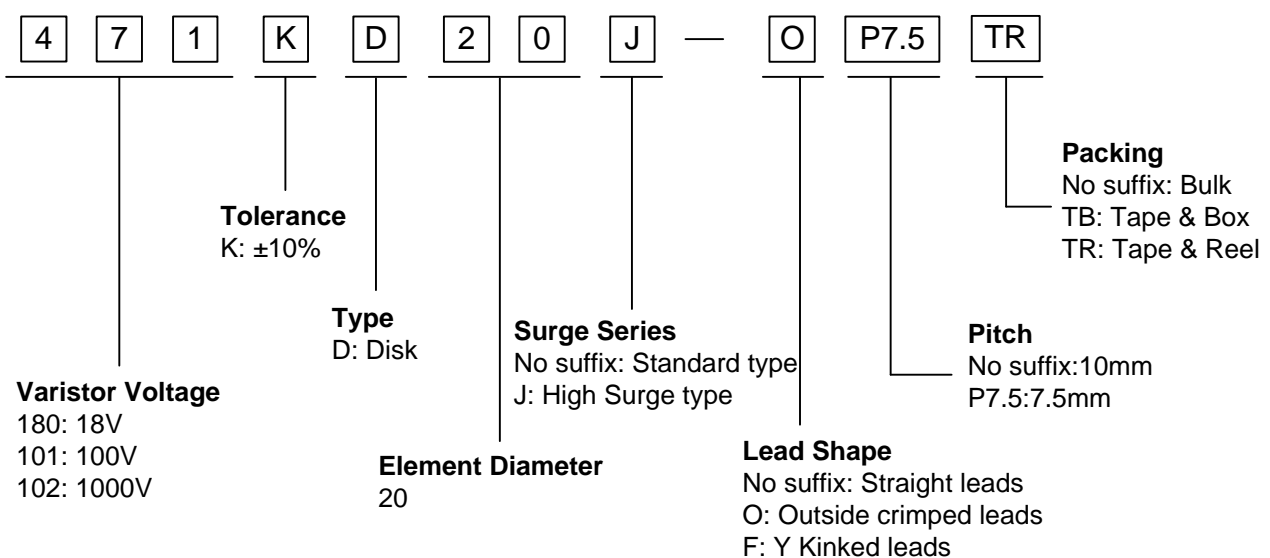 4 7 1 K D 2 0 J — O P7.5 TR
Packing
No suffix: Bulk
TB: Tape & Box
TR: Tape & Reel
Tolerance
K: ±10%
Type
D: Disk
Surge Series
No suffix: Standard type
J: High Surge type
Pitch
No suffix:10mm
P7.5:7.5mm
Varistor Voltage
180: 18V
101: 100V
102: 1000V
Element Diameter
20
Lead Shape
No suffix: Straight leads
O: Outside crimped leads
F: Y Kinked leads